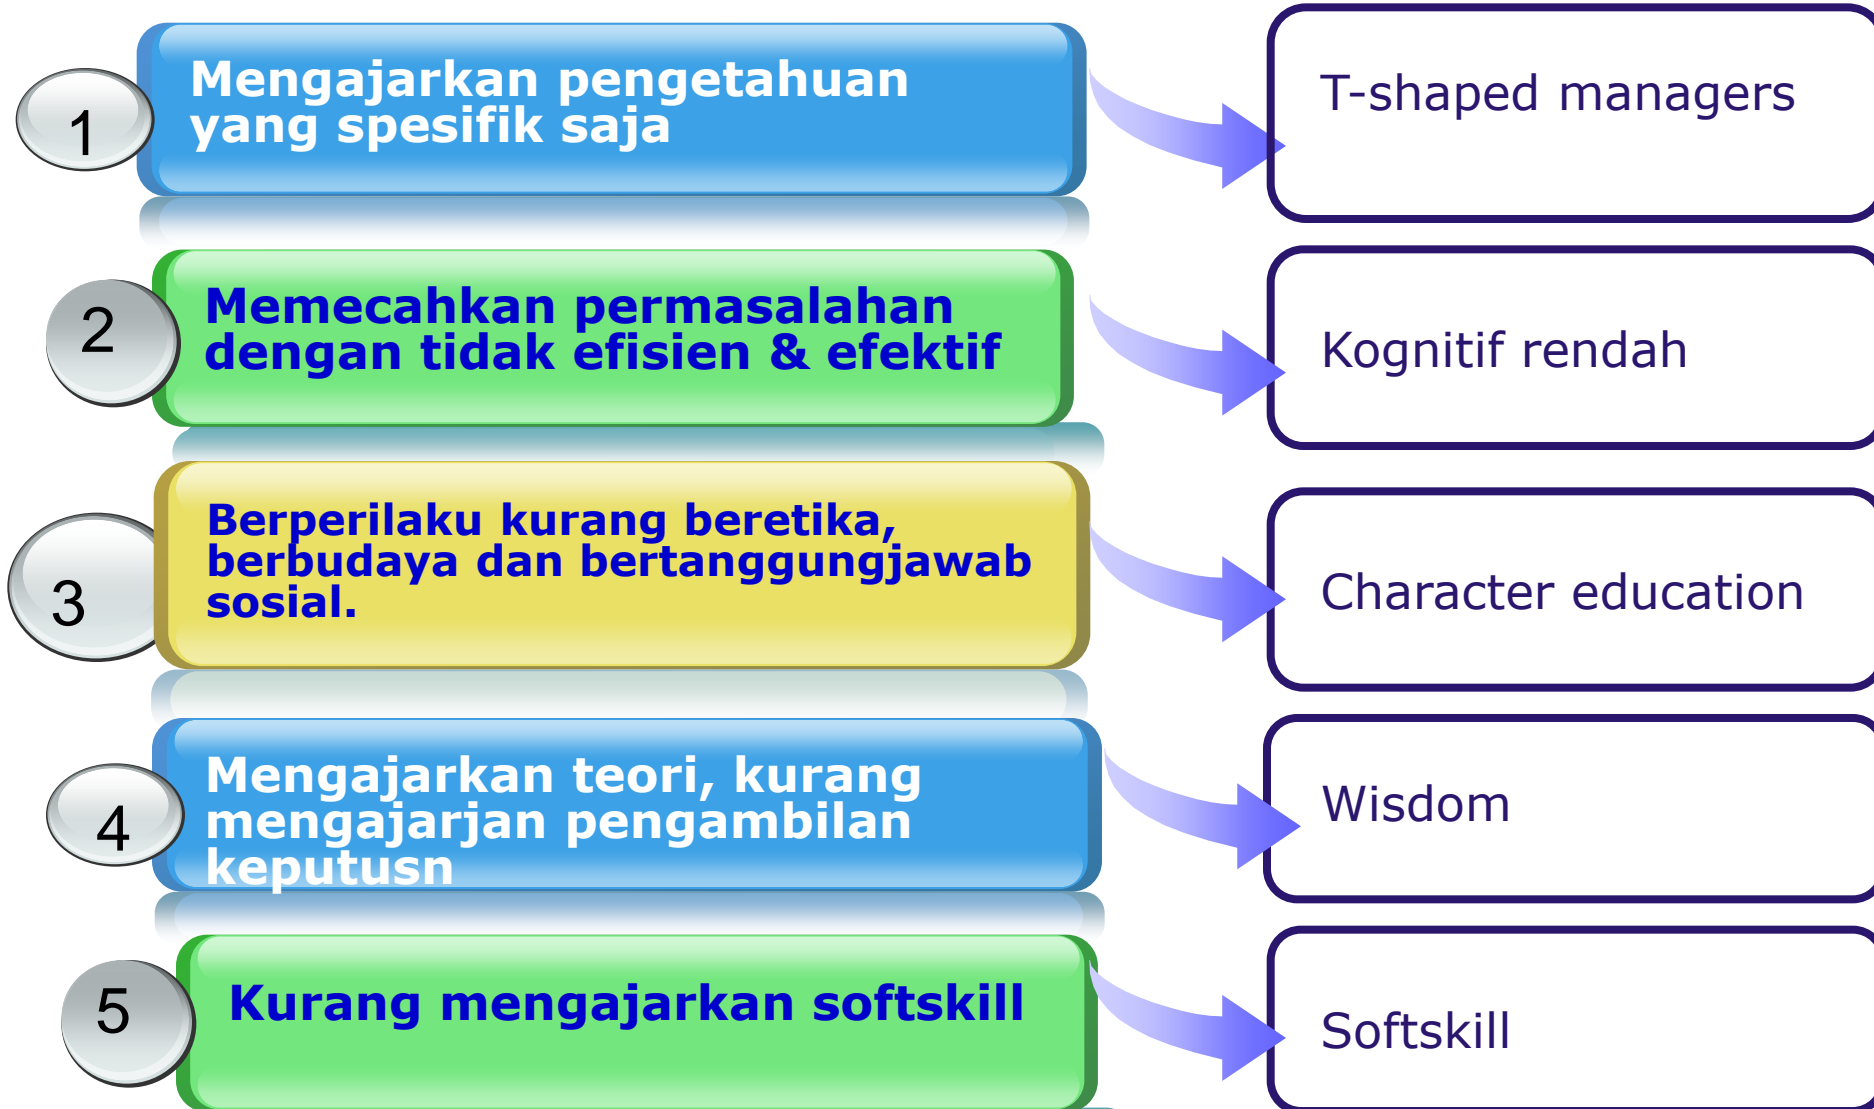 1
Mengajarkan pengetahuan
yang spesifik saja
T-shaped managers
2
Memecahkan permasalahan
dengan tidak efisien & efektif
Kognitif rendah
3
Berperilaku kurang beretika,
berbudaya dan bertanggungjawab
sosial.
Character education
4
Mengajarkan teori, kurang
mengajarjan pengambilan
keputusn
Wisdom
5
Kurang mengajarkan softskill
Softskill